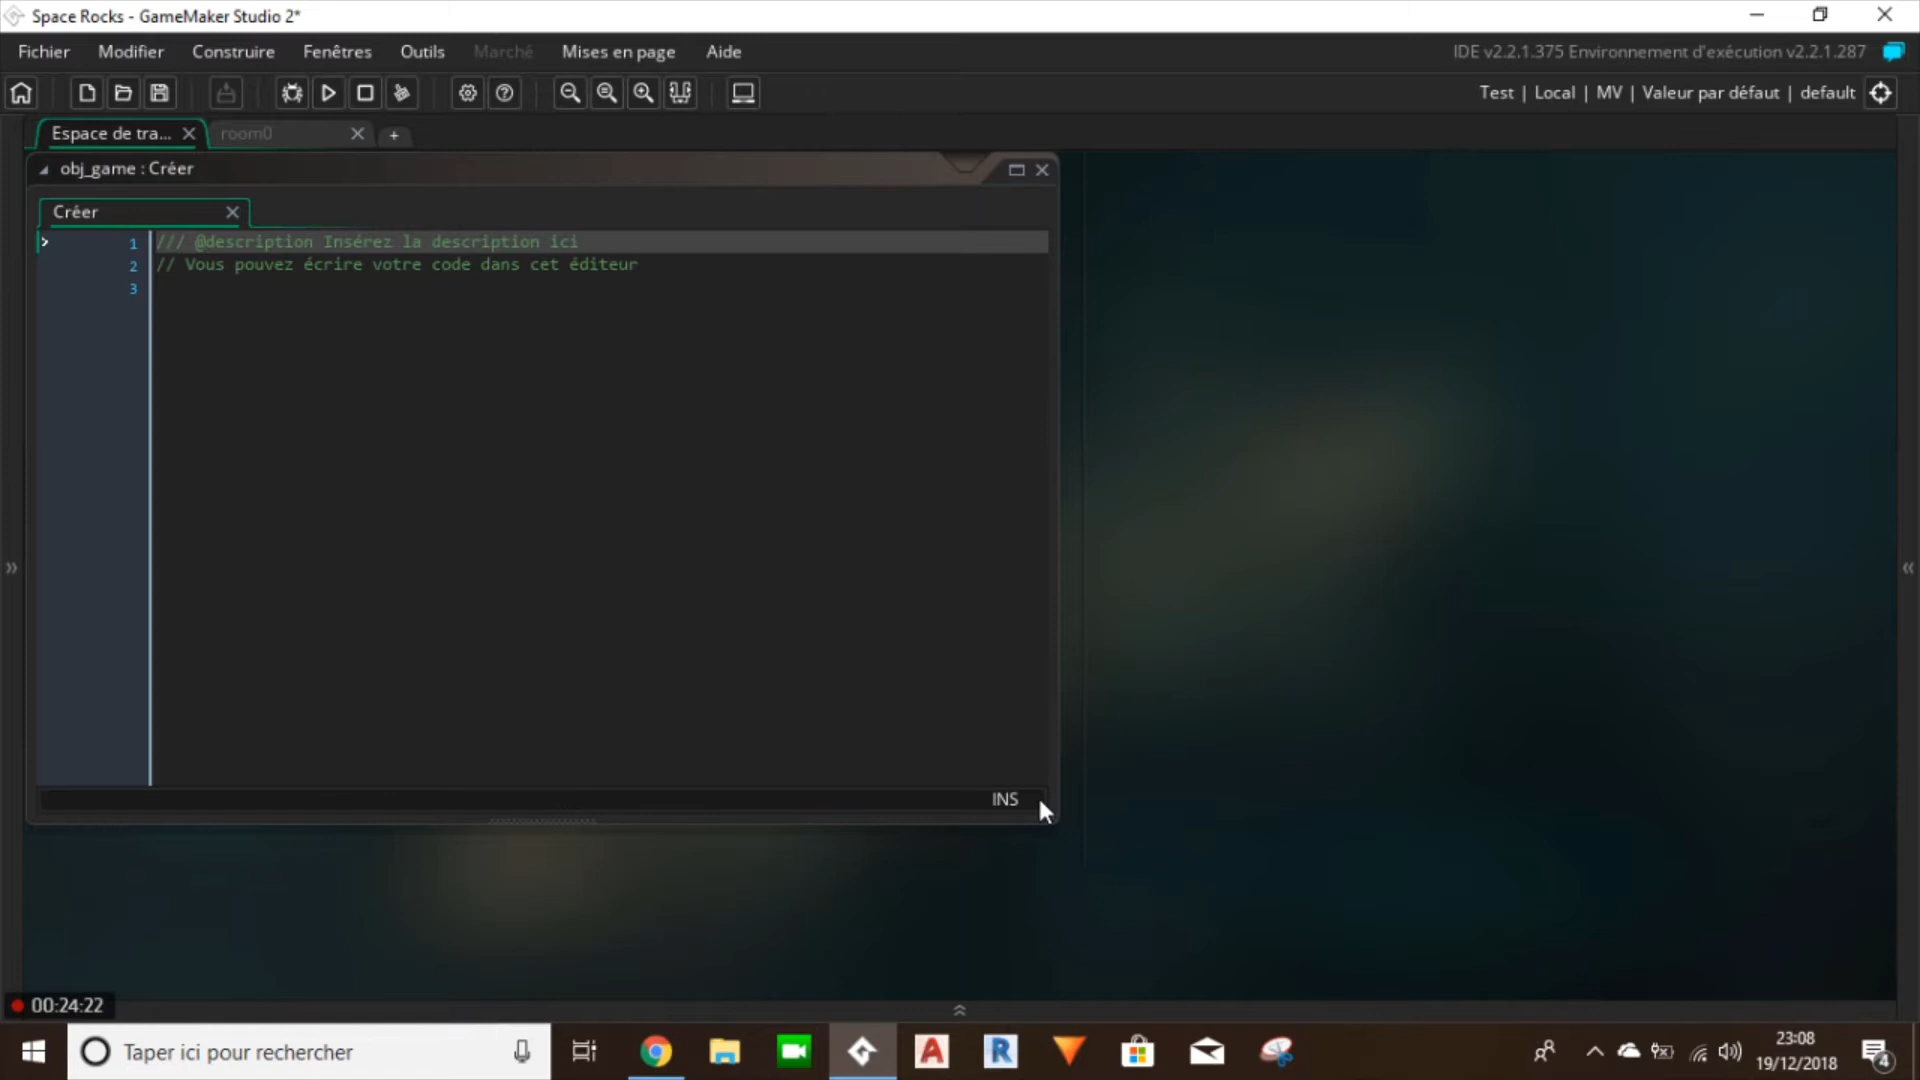 Space Rocks - GameMaker Studio 2*
Fichier Modifier Construire Fenêtres Outils Marché Mises en page Aide
IDE v2.2.1.375 Environnement d'exécution v2.2.1.287
Test | Local | MV | Valeur par défaut | default
Espace de tra... room0
obj_game : Créer
Créer
1 /// @description Insérez la description ici
2 // Vous pouvez écrire votre code dans cet éditeur
3
INS
00:24:22
Taper ici pour rechercher
23:08
19/12/2018
4